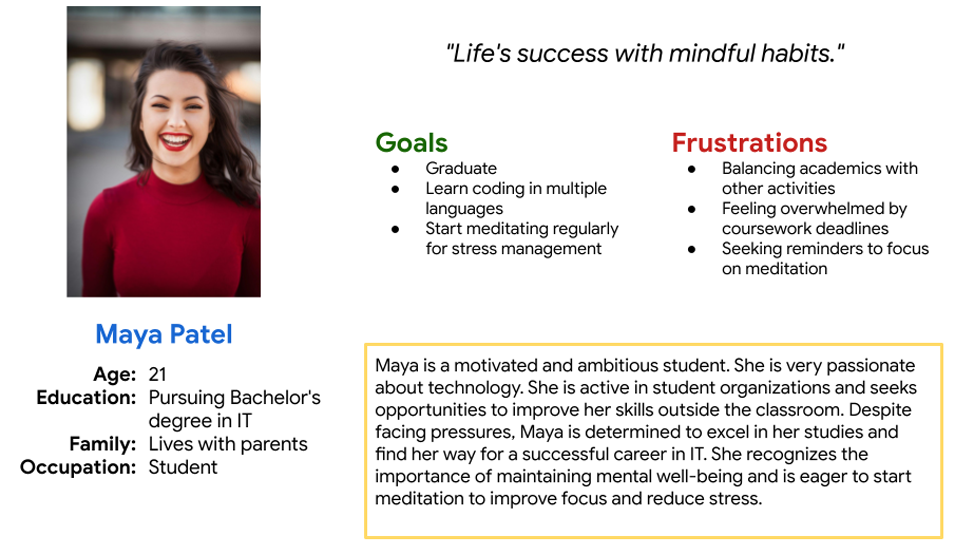 "Life's success with mindful habits."
Goals
● Graduate
● Learn coding in multiple
languages
● Start meditating regularly
for stress management
Frustrations
● Balancing academics with
other activities
● Feeling overwhelmed by
coursework deadlines
● Seeking reminders to focus
on meditation
Maya Patel
Age: 21
Education: Pursuing Bachelor's
degree in IT
Family: Lives with parents
Occupation: Student
Maya is a motivated and ambitious student. She is very passionate
about technology. She is active in student organizations and seeks
opportunities to improve her skills outside the classroom. Despite
facing pressures, Maya is determined to excel in her studies and
find her way for a successful career in IT. She recognizes the
importance of maintaining mental well-being and is eager to start
meditation to improve focus and reduce stress.